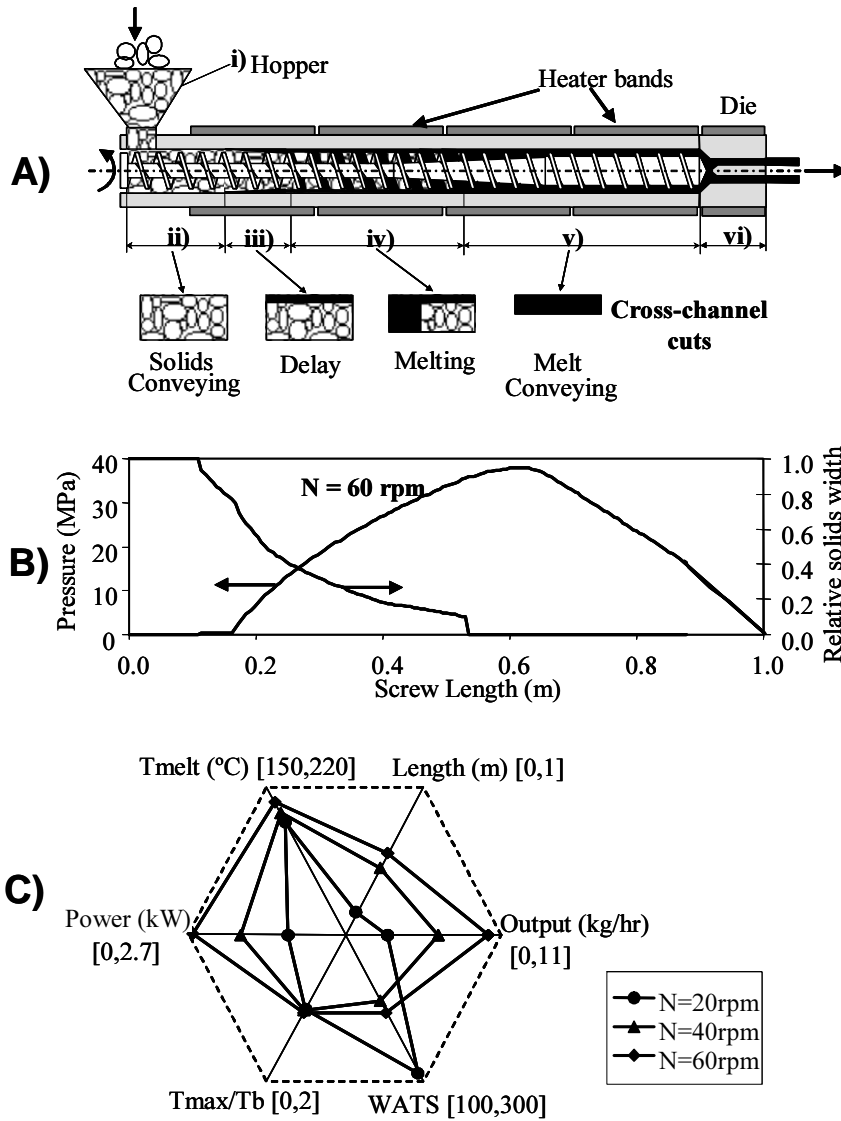 i) Hopper
Heater bands
Die
A)
ii)
iii)
iv)
v)
vi)
Solids
Conveying
Delay
Melting
Melt
Conveying
Cross-channel
cuts
B)
Pressure (MPa)
40
30
20
10
0
N = 60 rpm
1.0
0.8
0.6
0.4
0.2
0.0
Relative solids width
0.0
0.2
0.4
0.6
0.8
1.0
Screw Length (m)
C)
Tmelt (ºC) [150,220]
Length (m) [0,1]
Power (kW)
[0,2.7]
Output (kg/hr)
[0,11]
Tmax/Tb [0,2]
WATS [100,300]
N=20rpm
N=40rpm
N=60rpm